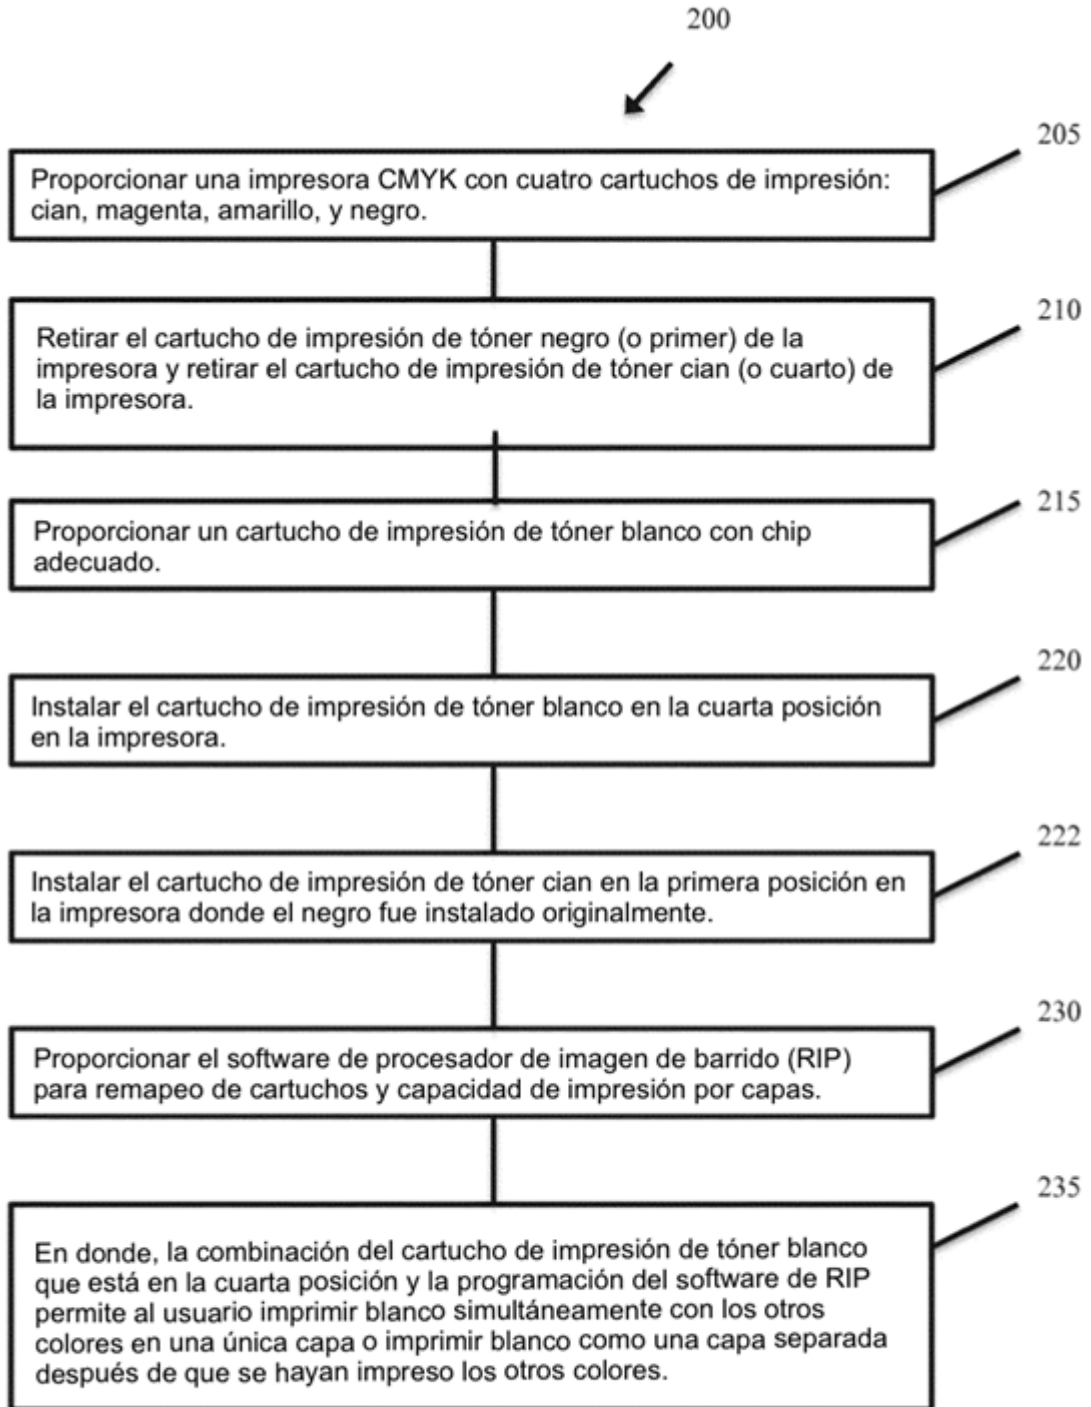 200
205
Proporcionar una impresora CMYK con cuatro cartuchos de impresión:
cian, magenta, amarillo, y negro.
210
Retirar el cartucho de impresión de tóner negro (o primer) de la
impresora y retirar el cartucho de impresión de tóner cian (o cuarto) de
la impresora.
215
Proporcionar un cartucho de impresión de tóner blanco con chip
adecuado.
220
Instalar el cartucho de impresión de tóner blanco en la cuarta posición
en la impresora.
222
Instalar el cartucho de impresión de tóner cian en la primera posición en
la impresora donde el negro fue instalado originalmente.
230
Proporcionar el software de procesador de imagen de barrido (RIP)
para remapeo de cartuchos y capacidad de impresión por capas.
235
En donde, la combinación del cartucho de impresión de tóner blanco
que está en la cuarta posición y la programación del software de RIP
permite al usuario imprimir blanco simultáneamente con los otros
colores en una única capa o imprimir blanco como una capa separada
después de que se hayan impreso los otros colores.